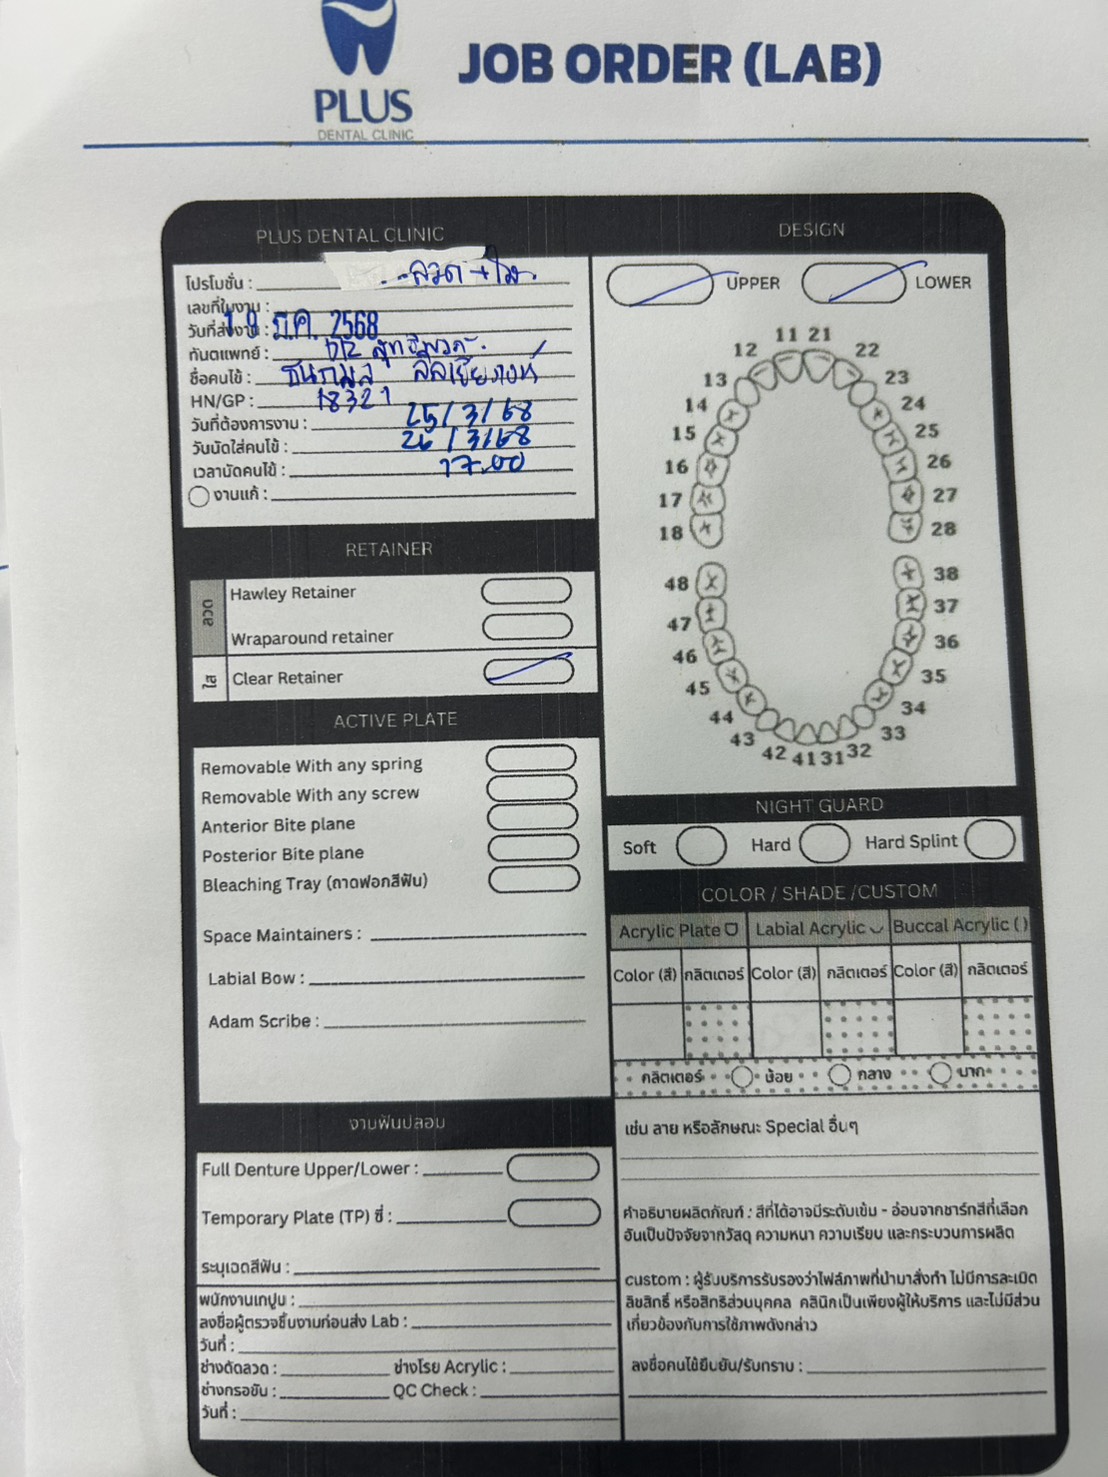 PLUS
DENTAL CLINIC
JOB ORDER (LAB)
PLUS DENTAL CLINIC
โปรโมชั่น : ลวด + ใส
เลขที่ใบงาน :
วันที่ส่งงาน : 19 มี.ค. 2568
ทันตแพทย์ :
ชื่อคนไข้ : ธนกมล
HN/GP : 18321
วันที่ต้องการงาน : 25/3/68
วันนัดใส่คนไข้ : 26/3/68
เวลานัดคนไข้ : 17.00
งานแก้ :
DESIGN
UPPER LOWER
11 21
12 22
13 23
14 24
15 25
16 26
17 27
18 28
48 38
47 37
46 36
45 35
44 34
43 33
42 41 31 32
RETAINER
ลวด
Hawley Retainer
Wraparound retainer
ใส
Clear Retainer
ACTIVE PLATE
Removable With any spring
Removable With any screw
Anterior Bite plane
Posterior Bite plane
Bleaching Tray (ถาดฟอกสีฟัน)
Space Maintainers :
Labial Bow :
Adam Scribe :
NIGHT GUARD
Soft Hard Hard Splint
COLOR / SHADE /CUSTOM
Acrylic Plate Labial Acrylic Buccal Acrylic ( )
Color (สี) กลิตเตอร์ Color (สี) กลิตเตอร์ Color (สี) กลิตเตอร์
กลิตเตอร์ น้อย กลาง มาก
เช่น ลาย หรือลักษณะ Special อื่นๆ
คำอธิบายผลิตภัณฑ์ : สีที่ได้อาจมีระดับเข้ม - อ่อนจากชาร์ทสีที่เลือก
อันเป็นปัจจัยจากวัสดุ ความหนา ความเรียบ และกระบวนการผลิต
custom : ผู้รับบริการรับรองว่าไฟล์ภาพที่นำมาสั่งทำ ไม่มีการละเมิด
ลิขสิทธิ์ หรือสิทธิส่วนบุคคล คลินิกเป็นเพียงผู้ให้บริการ และไม่มีส่วน
เกี่ยวข้องกับการใช้ภาพดังกล่าว
ลงชื่อคนไข้ยืนยัน/รับทราบ :
งานฟันปลอม
Full Denture Upper/Lower :
Temporary Plate (TP) ซี่ :
ระบุเฉดสีฟัน :
พนักงานเทปูน :
ลงชื่อผู้ตรวจชิ้นงานก่อนส่ง Lab :
วันที่ :
ช่างดัดลวด : ช่างโรย Acrylic :
ช่างกรอขัด : QC Check :
วันที่ :